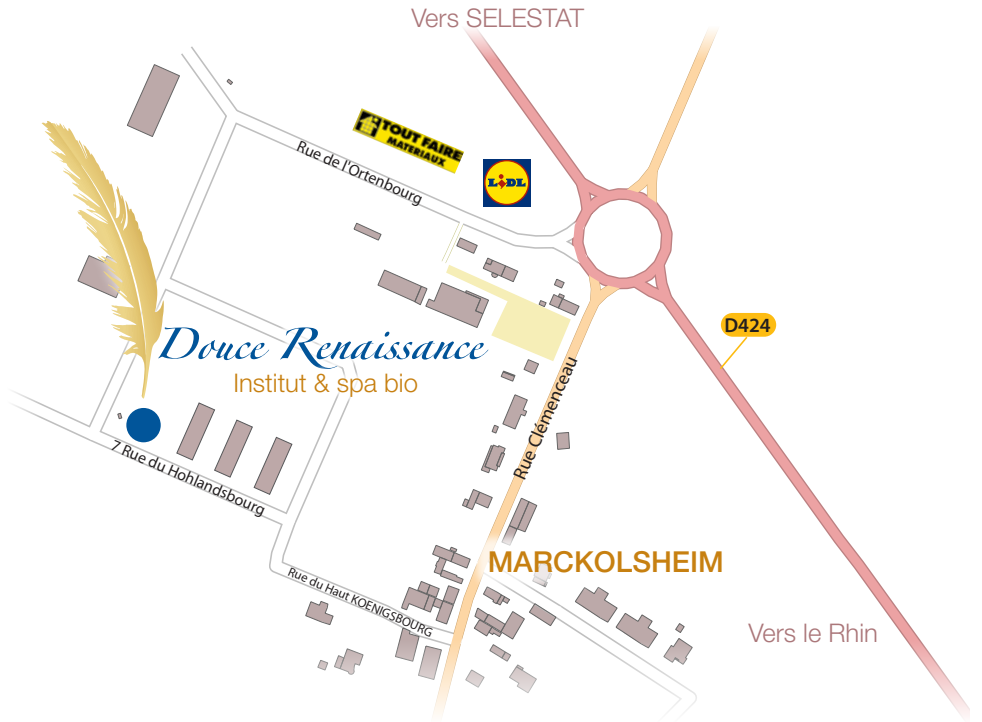 Vers SELESTAT
TOUT FAIRE
MATERIAUX
LIDL
Rue de l'Ortenbourg
D424
Douce Renaissance
Institut & spa bio
Rue Clémenceau
7 Rue du Hohlandsbourg
MARCKOLSHEIM
Rue du Haut KOENIGSBOURG
Vers le Rhin